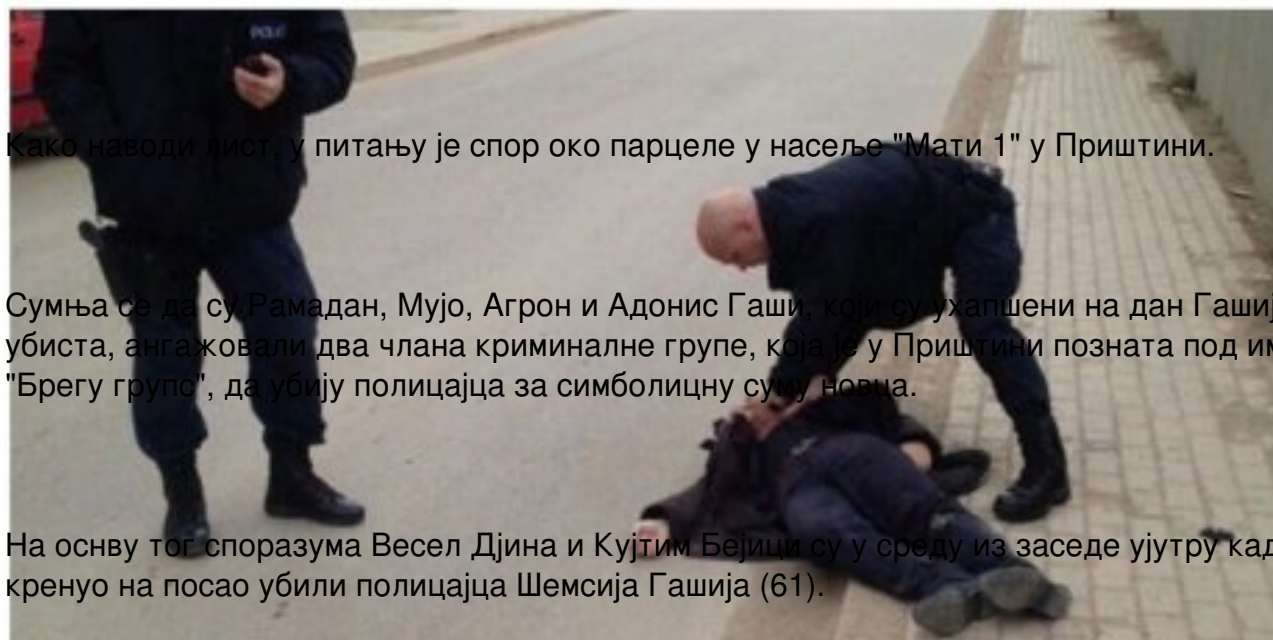 POLICE
Како наводи лист, у питању је спор око парцеле у насеље "Мати 1" у Приштини.
Сумња се да су Рамадан, Мујо, Агрон и Адонис Гаши, који су ухапшени на дан Гашиј
убиста, ангажовали два члана криминалне групе, која је у Приштини позната под им
"Брегу групс", да убију полицајца за симболицну суму новца.
На оснву тог споразума Весел Дјина и Кујтим Бејици су у среду из заседе ујутру кад
кренуо на посао убили полицајца Шемсија Гашија (61).